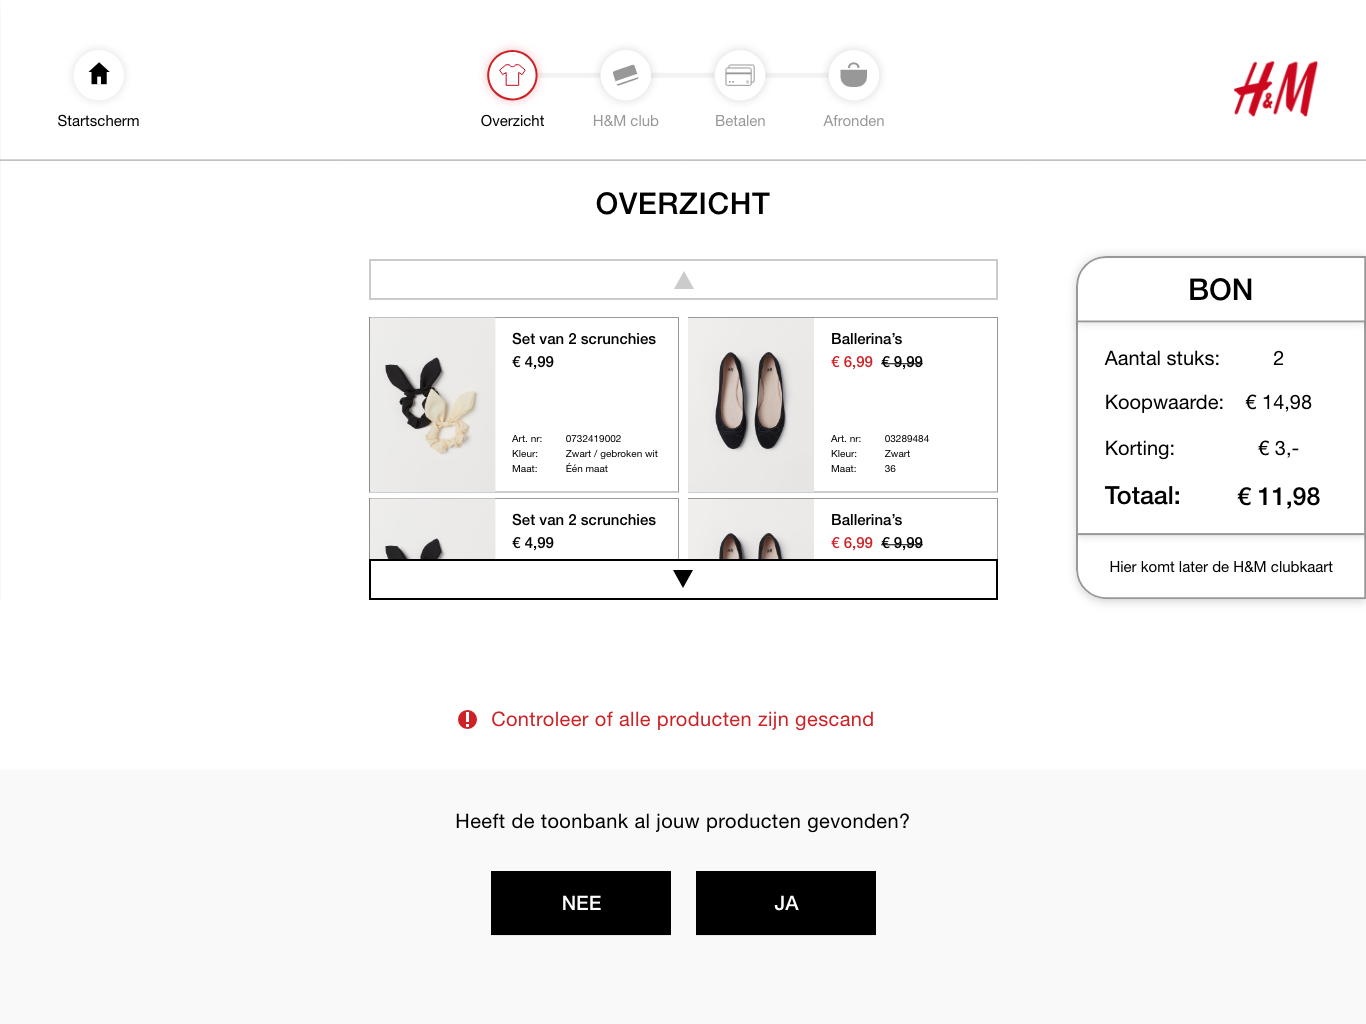 Startscherm
Overzicht
H&M club
Betalen
Afronden
H&M
OVERZICHT
Set van 2 scrunchies
€ 4,99
Art. nr: 0732419002
Kleur: Zwart / gebroken wit
Maat: Één maat
Ballerina’s
€ 6,99 € 9,99
Art. nr: 03289484
Kleur: Zwart
Maat: 36
Set van 2 scrunchies
€ 4,99
Ballerina’s
€ 6,99 € 9,99
BON
Aantal stuks: 2
Koopwaarde: € 14,98
Korting: € 3,-
Totaal: € 11,98
Hier komt later de H&M clubkaart
Controleer of alle producten zijn gescand
Heeft de toonbank al jouw producten gevonden?
NEE
JA